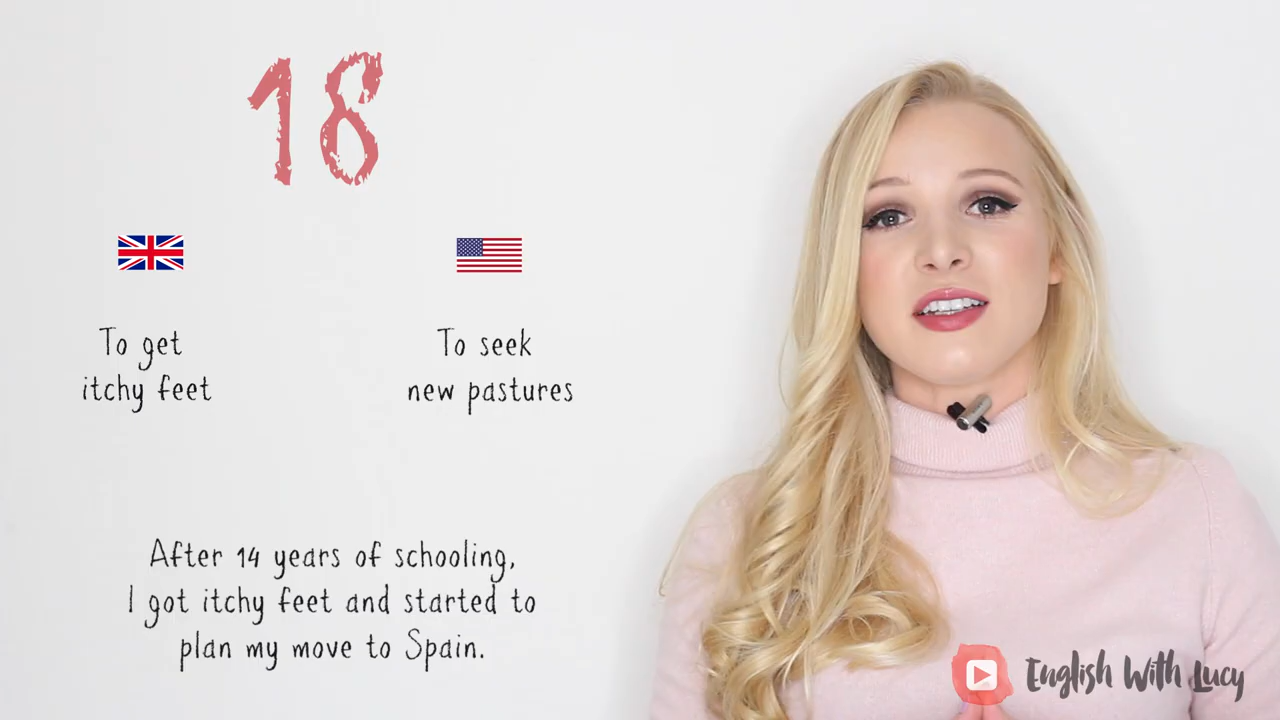 18
To get
itchy feet
To seek
new pastures
After 14 years of schooling,
I got itchy feet and started to
plan my move to Spain.
English With Lucy